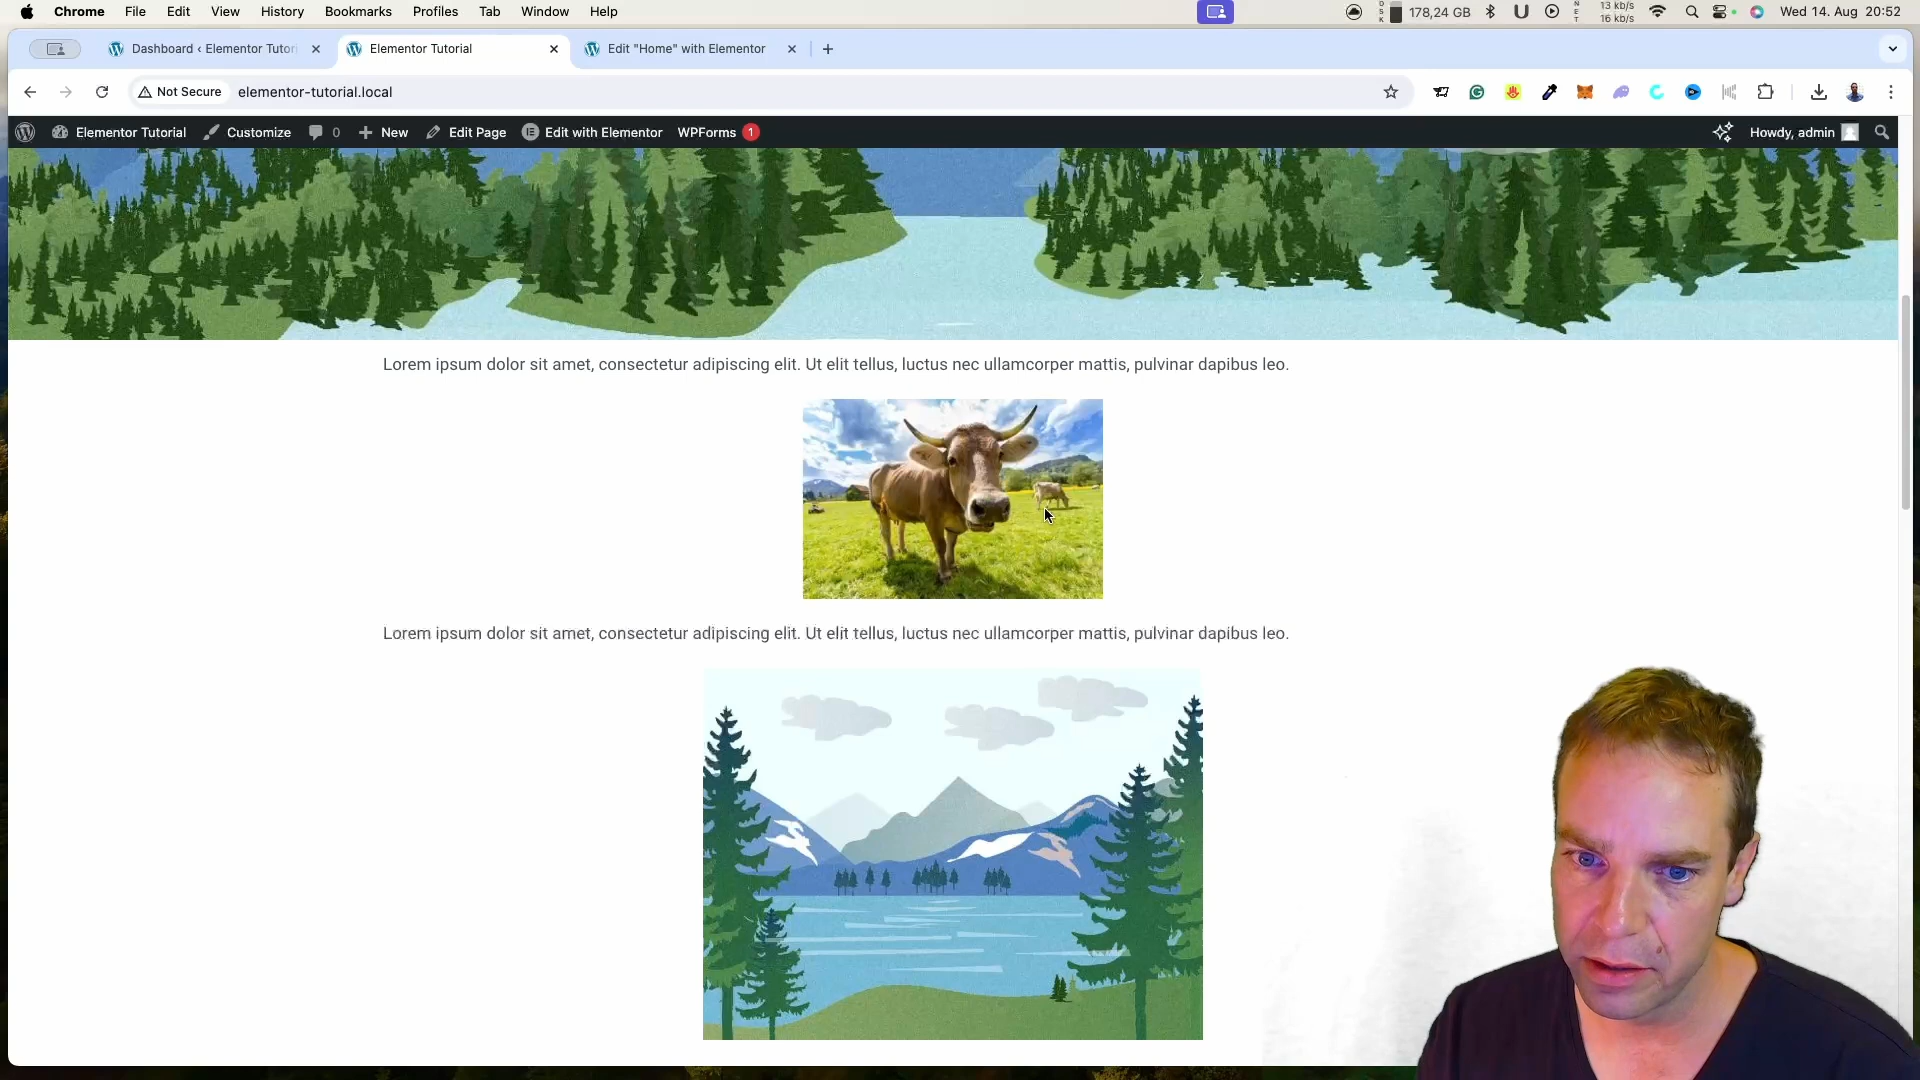 Chrome File Edit View History Bookmarks Profiles Tab Window Help
178,24 GB
13 kb/s
16 kb/s
Wed 14. Aug 20:52
Dashboard ‹ Elementor Tutori
Elementor Tutorial
Edit "Home" with Elementor
Not Secure elementor-tutorial.local
Elementor Tutorial Customize 0 New Edit Page Edit with Elementor WPForms 1 Howdy, admin
Lorem ipsum dolor sit amet, consectetur adipiscing elit. Ut elit tellus, luctus nec ullamcorper mattis, pulvinar dapibus leo.
Lorem ipsum dolor sit amet, consectetur adipiscing elit. Ut elit tellus, luctus nec ullamcorper mattis, pulvinar dapibus leo.